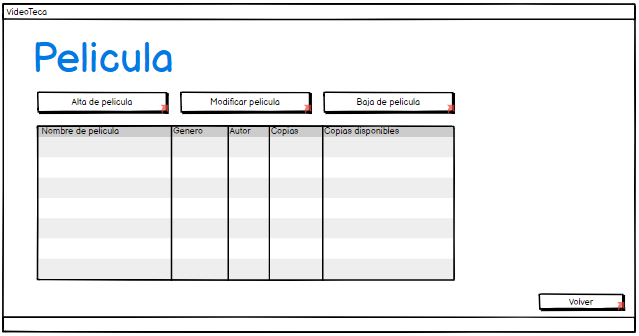 VideoTeca
Pelicula
Alta de pelicula Modificar pelicula Baja de pelicula
Nombre de pelicula Genero Autor Copias Copias disponibles
Volver